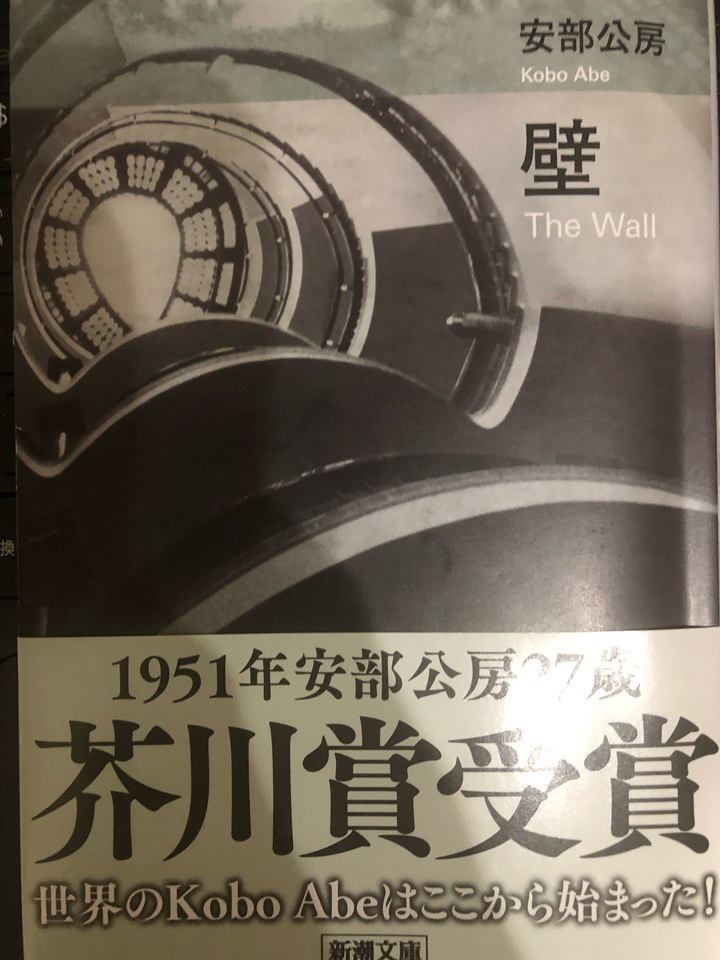 安部公房
Kobo Abe
壁
The Wall
1951年安部公房27歳
芥川賞受賞
世界のKobo Abeはここから始まった!
新潮文庫
換